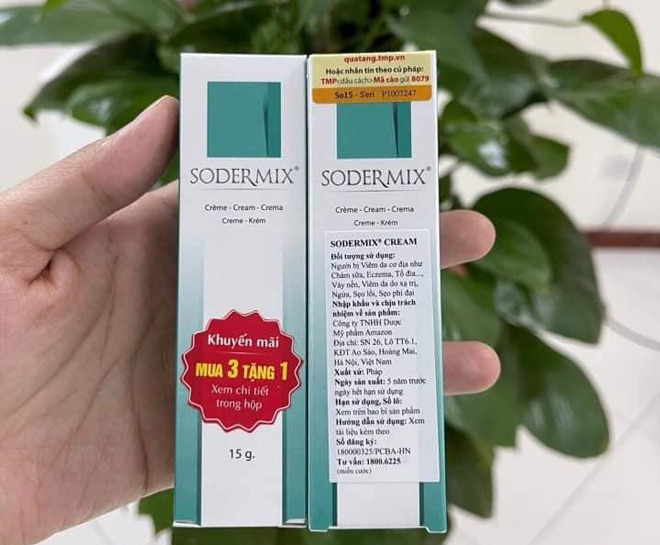 SODERMIX®
Crème - Cream - Crema
Creme - Krém
Khuyến mãi
MUA 3 TẶNG 1
Xem chi tiết
trong hộp
15 g.
quatang.tmp.vn
Hoặc nhắn tin theo cú pháp:
TMP<dấu cách> Mã cào gửi 8079
So15 - Seri P1007247
SODERMIX®
Crème - Cream - Crema
Creme - Krém
SODERMIX® CREAM
Đối tượng sử dụng:
Người bị Viêm da cơ địa như
Chàm sữa, Eczema, Tổ đỉa...,
Vảy nến, Viêm da do xạ trị,
Ngứa, Sẹo lồi, Sẹo phì đại
Nhập khẩu và chịu trách
nhiệm về sản phẩm:
Công ty TNHH Dược
Mỹ phẩm Amazon
Địa chỉ: SN 26, Lô TT6.1,
KĐT Ao Sào, Hoàng Mai,
Hà Nội, Việt Nam
Xuất xứ: Pháp
Ngày sản xuất: 5 năm trước
ngày hết hạn sử dụng
Hạn sử dụng, Số lô:
Xem trên bao bì sản phẩm
Hướng dẫn sử dụng: Xem
tài liệu kèm theo
Số đăng ký:
180000325/PCBA-HN
Tư vấn: 1800.6225
(miễn cước)